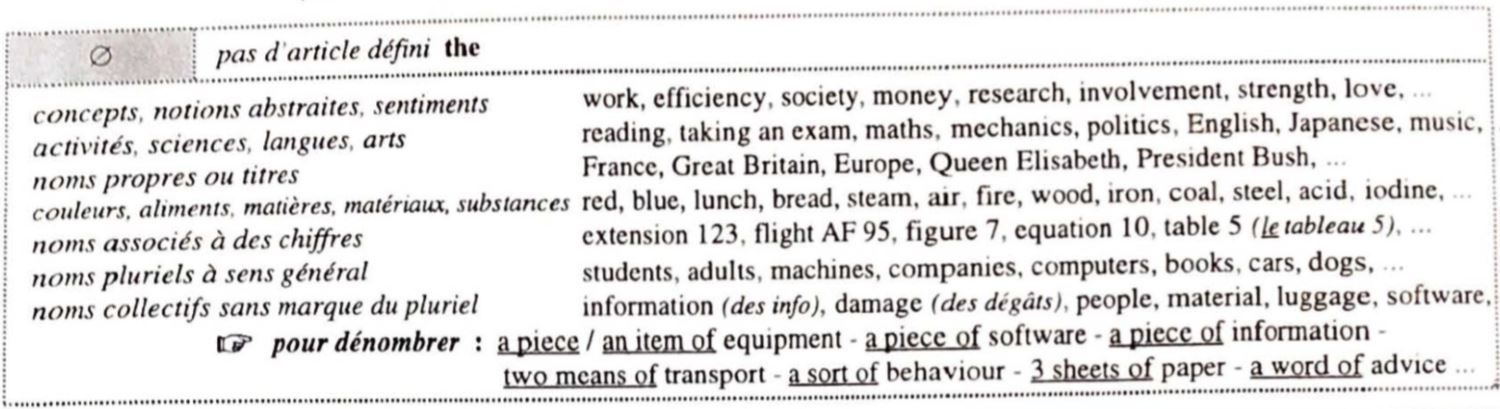 ∅ pas d'article défini the
concepts, notions abstraites, sentiments work, efficiency, society, money, research, involvement, strength, love, ...
activités, sciences, langues, arts reading, taking an exam, maths, mechanics, politics, English, Japanese, music,
noms propres ou titres France, Great Britain, Europe, Queen Elisabeth, President Bush, ...
couleurs, aliments, matières, matériaux, substances red, blue, lunch, bread, steam, air, fire, wood, iron, coal, steel, acid, iodine, ...
noms associés à des chiffres extension 123, flight AF 95, figure 7, equation 10, table 5 (le tableau 5), ...
noms pluriels à sens général students, adults, machines, companies, computers, books, cars, dogs, ...
noms collectifs sans marque du pluriel information (des info), damage (des dégâts), people, material, luggage, software,
☞ pour dénombrer : a piece / an item of equipment - a piece of software - a piece of information -
two means of transport - a sort of behaviour - 3 sheets of paper - a word of advice ...